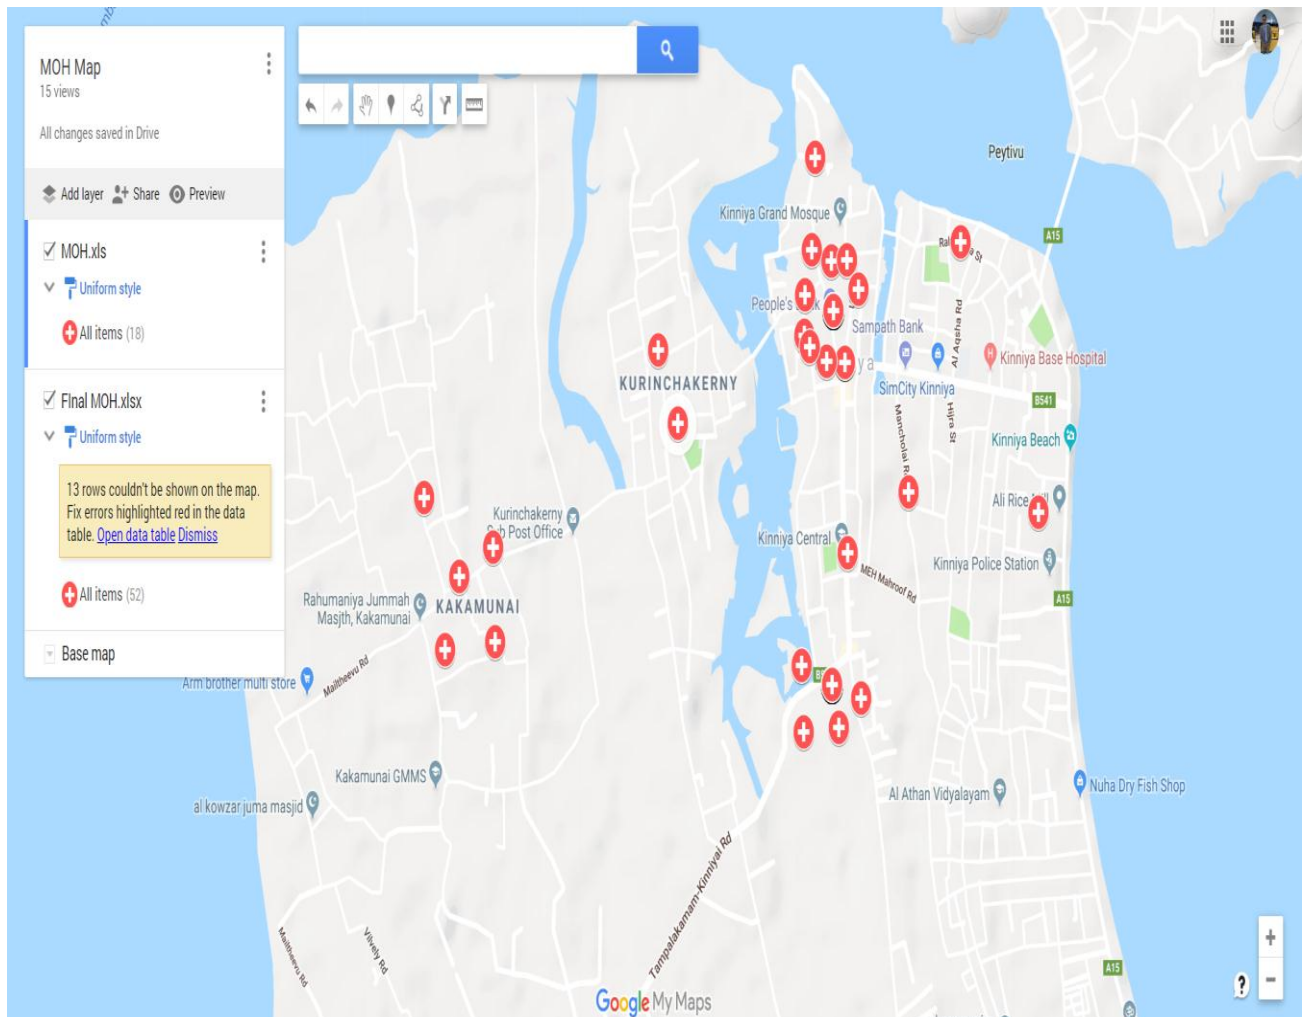 MOH Map
15 views
All changes saved in Drive
Add layer Share Preview
MOH.xls
Uniform style
All items (18)
FInal MOH.xlsx
Uniform style
13 rows couldn't be shown on the map.
Fix errors highlighted red in the data
table. Open data table Dismiss
All items (52)
Base map
Peytivu
Kinniya Grand Mosque
A15
People's
Sampath Bank
Al Aqsha Rd
Kinniya Base Hospital
SimCity Kinniya
KURINCHAKERNY
B541
Mancholai
Hijra St
Kinniya Beach
Ali Rice
Kurinchakerny
Post Office
Kinniya Central
Kinniya Police Station
MEH Mahroof Rd
A15
Rahumaniya Jummah
Masjth, Kakamunai
KAKAMUNAI
Arm brother multi store
Mailtheevu Rd
Kakamunai GMMS
al kowzar juma masjid
Al Athan Vidyalayam
Nuha Dry Fish Shop
Tampalakamam-Kinniyai Rd
Mailtheevu Rd
Vilvely Rd
A15
Google My Maps
+
?
−